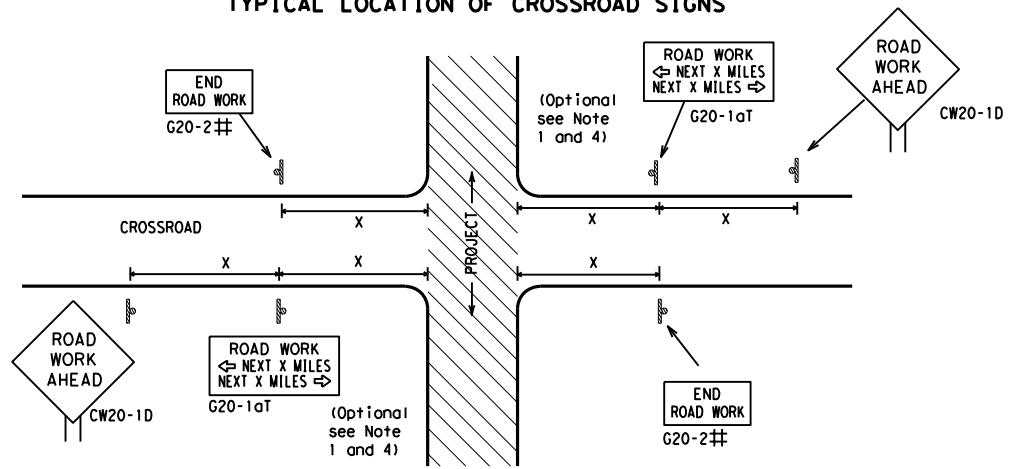 TYPICAL LOCATION OF CROSSROAD SIGNS
END
ROAD WORK
G20-2#
(Optional
see Note
1 and 4)
ROAD WORK
⇦ NEXT X MILES
NEXT X MILES ⇨
G20-1aT
ROAD
WORK
AHEAD
CW20-1D
X
X
X
CROSSROAD
PROJECT
X
X
X
ROAD
WORK
AHEAD
CW20-1D
ROAD WORK
⇦ NEXT X MILES
NEXT X MILES ⇨
G20-1aT
(Optional
see Note
1 and 4)
END
ROAD WORK
G20-2#